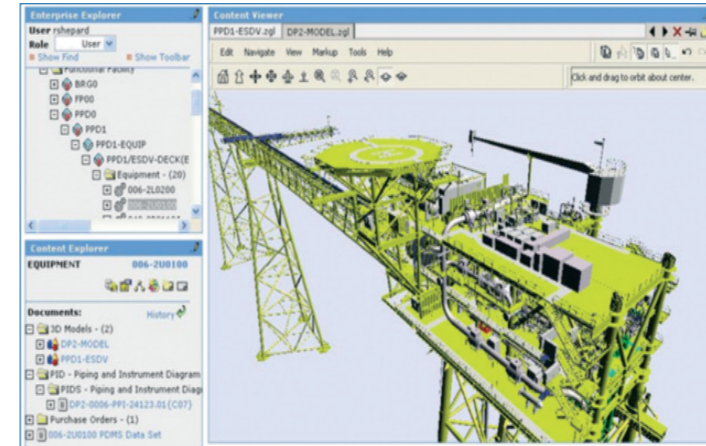 Enterprise Explorer
User rshepard
Role User
Show Find Show Toolbar
Functional Facility
BRG0
FP00
PPD0
PPD1
PPD1-EQUIP
PPD1/ESDV-DECK(E
Equipment - (20)
006-2L0200
006-2U0100
Content Explorer
EQUIPMENT 006-2U0100
Documents: History
3D Models - (2)
DP2-MODEL
PPD1-ESDV
PID - Piping and Instrument Diagram
PIDS - Piping and Instrument Diag
DP2-0006-PPI-24123.01(C07)
Purchase Orders - (1)
006-2U0100 PDMS Data Set
Content Viewer
PPD1-ESDV.zgl DP2-MODEL.zgl
Edit Navigate View Markup Tools Help
Click and drag to orbit about center.